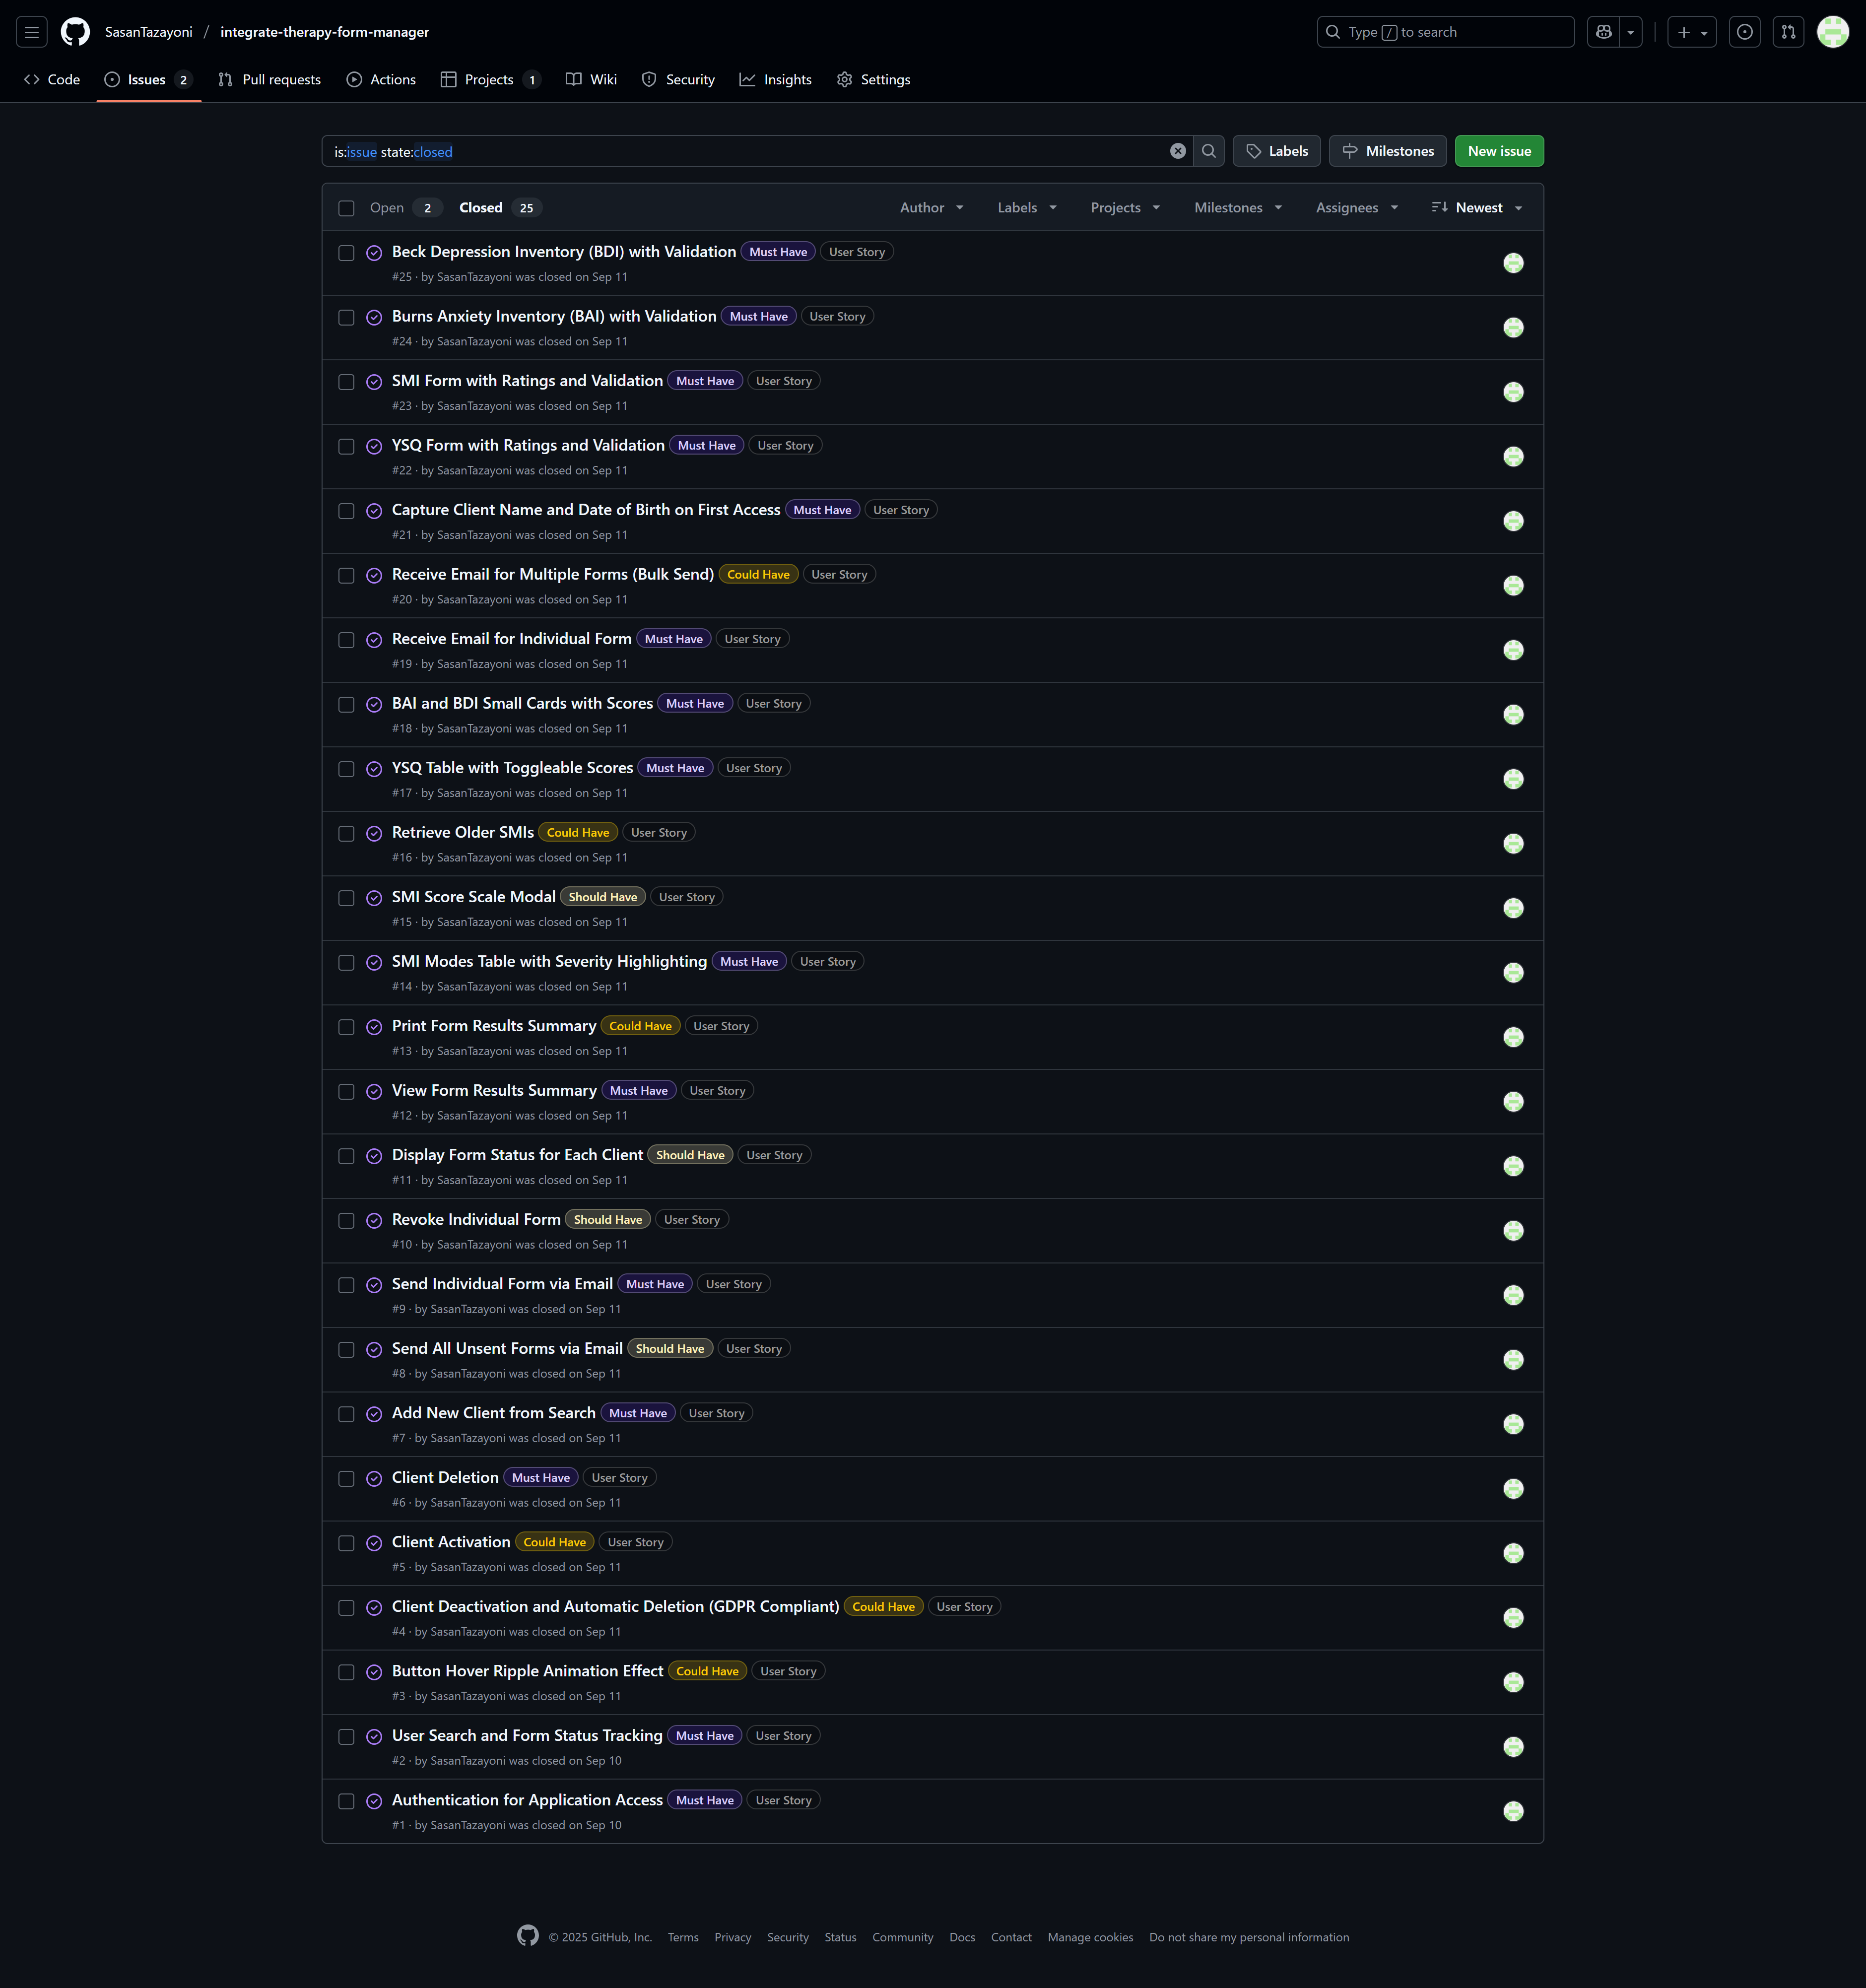 SasanTazayoni / integrate-therapy-form-manager
Type / to search
Code Issues 2 Pull requests Actions Projects 1 Wiki Security Insights Settings
is:issue state:closed
Labels Milestones New issue
Open 2 Closed 25 Author Labels Projects Milestones Assignees Newest
Beck Depression Inventory (BDI) with Validation Must Have User Story
#25 · by SasanTazayoni was closed on Sep 11
Burns Anxiety Inventory (BAI) with Validation Must Have User Story
#24 · by SasanTazayoni was closed on Sep 11
SMI Form with Ratings and Validation Must Have User Story
#23 · by SasanTazayoni was closed on Sep 11
YSQ Form with Ratings and Validation Must Have User Story
#22 · by SasanTazayoni was closed on Sep 11
Capture Client Name and Date of Birth on First Access Must Have User Story
#21 · by SasanTazayoni was closed on Sep 11
Receive Email for Multiple Forms (Bulk Send) Could Have User Story
#20 · by SasanTazayoni was closed on Sep 11
Receive Email for Individual Form Must Have User Story
#19 · by SasanTazayoni was closed on Sep 11
BAI and BDI Small Cards with Scores Must Have User Story
#18 · by SasanTazayoni was closed on Sep 11
YSQ Table with Toggleable Scores Must Have User Story
#17 · by SasanTazayoni was closed on Sep 11
Retrieve Older SMIs Could Have User Story
#16 · by SasanTazayoni was closed on Sep 11
SMI Score Scale Modal Should Have User Story
#15 · by SasanTazayoni was closed on Sep 11
SMI Modes Table with Severity Highlighting Must Have User Story
#14 · by SasanTazayoni was closed on Sep 11
Print Form Results Summary Could Have User Story
#13 · by SasanTazayoni was closed on Sep 11
View Form Results Summary Must Have User Story
#12 · by SasanTazayoni was closed on Sep 11
Display Form Status for Each Client Should Have User Story
#11 · by SasanTazayoni was closed on Sep 11
Revoke Individual Form Should Have User Story
#10 · by SasanTazayoni was closed on Sep 11
Send Individual Form via Email Must Have User Story
#9 · by SasanTazayoni was closed on Sep 11
Send All Unsent Forms via Email Should Have User Story
#8 · by SasanTazayoni was closed on Sep 11
Add New Client from Search Must Have User Story
#7 · by SasanTazayoni was closed on Sep 11
Client Deletion Must Have User Story
#6 · by SasanTazayoni was closed on Sep 11
Client Activation Could Have User Story
#5 · by SasanTazayoni was closed on Sep 11
Client Deactivation and Automatic Deletion (GDPR Compliant) Could Have User Story
#4 · by SasanTazayoni was closed on Sep 11
Button Hover Ripple Animation Effect Could Have User Story
#3 · by SasanTazayoni was closed on Sep 11
User Search and Form Status Tracking Must Have User Story
#2 · by SasanTazayoni was closed on Sep 10
Authentication for Application Access Must Have User Story
#1 · by SasanTazayoni was closed on Sep 10
© 2025 GitHub, Inc. Terms Privacy Security Status Community Docs Contact Manage cookies Do not share my personal information